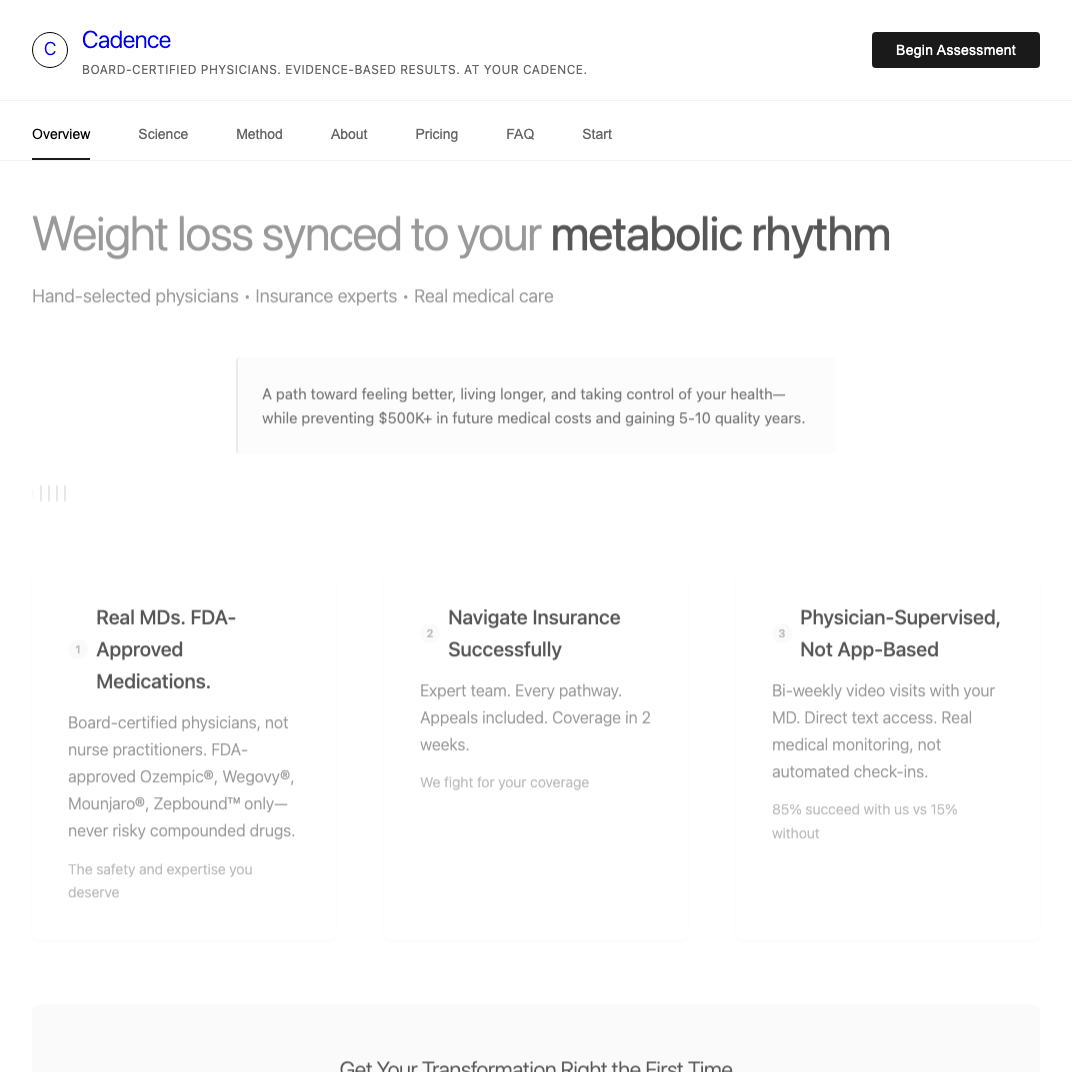 C
Cadence
BOARD-CERTIFIED PHYSICIANS. EVIDENCE-BASED RESULTS. AT YOUR CADENCE.
Begin Assessment
Overview
Science
Method
About
Pricing
FAQ
Start
Weight loss synced to your metabolic rhythm
Hand-selected physicians • Insurance experts • Real medical care
A path toward feeling better, living longer, and taking control of your health—
while preventing $500K+ in future medical costs and gaining 5-10 quality years.
1
Real MDs. FDA-
Approved
Medications.
Board-certified physicians, not
nurse practitioners. FDA-
approved Ozempic®, Wegovy®,
Mounjaro®, Zepbound™ only—
never risky compounded drugs.
The safety and expertise you
deserve
2
Navigate Insurance
Successfully
Expert team. Every pathway.
Appeals included. Coverage in 2
weeks.
We fight for your coverage
3
Physician-Supervised,
Not App-Based
Bi-weekly video visits with your
MD. Direct text access. Real
medical monitoring, not
automated check-ins.
85% succeed with us vs 15%
without
Get Your Transformation Right the First Time